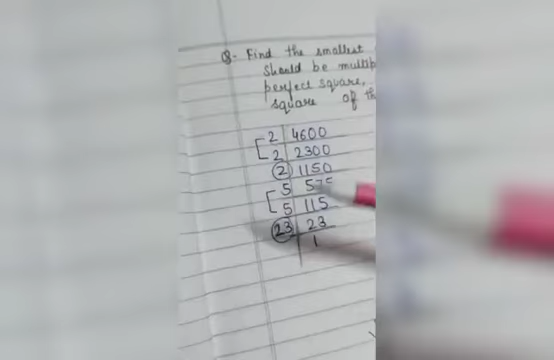 Q- Find the smallest
should be multip
perfect square,
square of th
2 4600
2 2300
2 1150
5 575
5 115
23 23
1